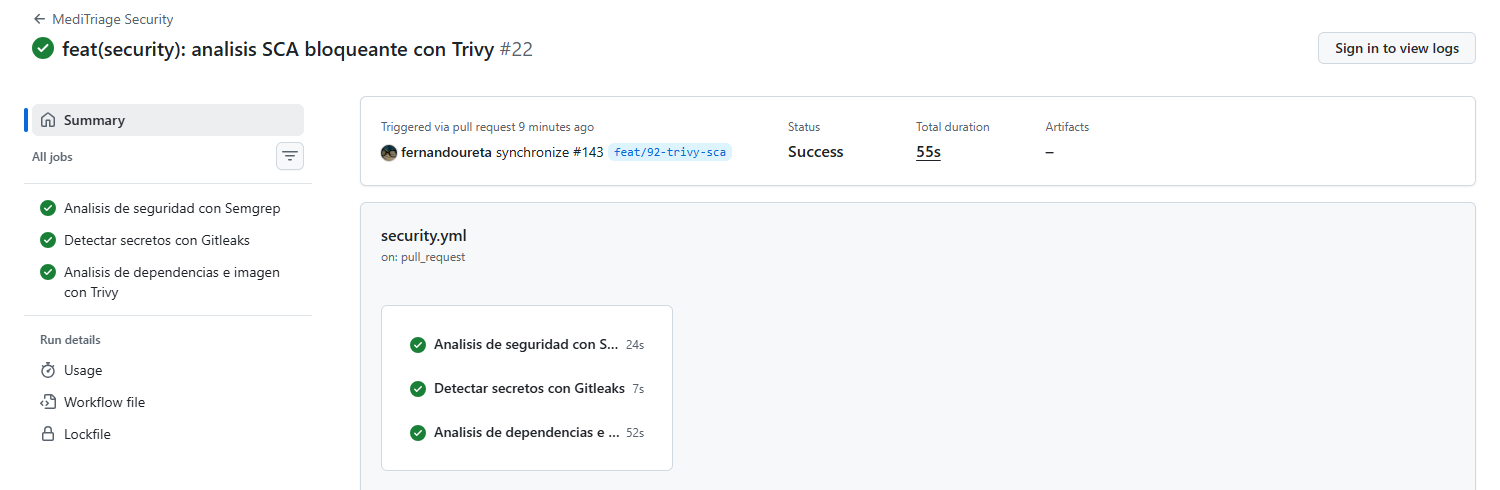 ← MediTriage Security
feat(security): analisis SCA bloqueante con Trivy #22
Sign in to view logs
Summary
All jobs
Analisis de seguridad con Semgrep
Detectar secretos con Gitleaks
Analisis de dependencias e imagen
con Trivy
Run details
Usage
Workflow file
Lockfile
Triggered via pull request 9 minutes ago
fernandoureta synchronize #143 feat/92-trivy-sca
Status
Success
Total duration
55s
Artifacts
–
security.yml
on: pull_request
Analisis de seguridad con S... 24s
Detectar secretos con Gitleaks 7s
Analisis de dependencias e ... 52s